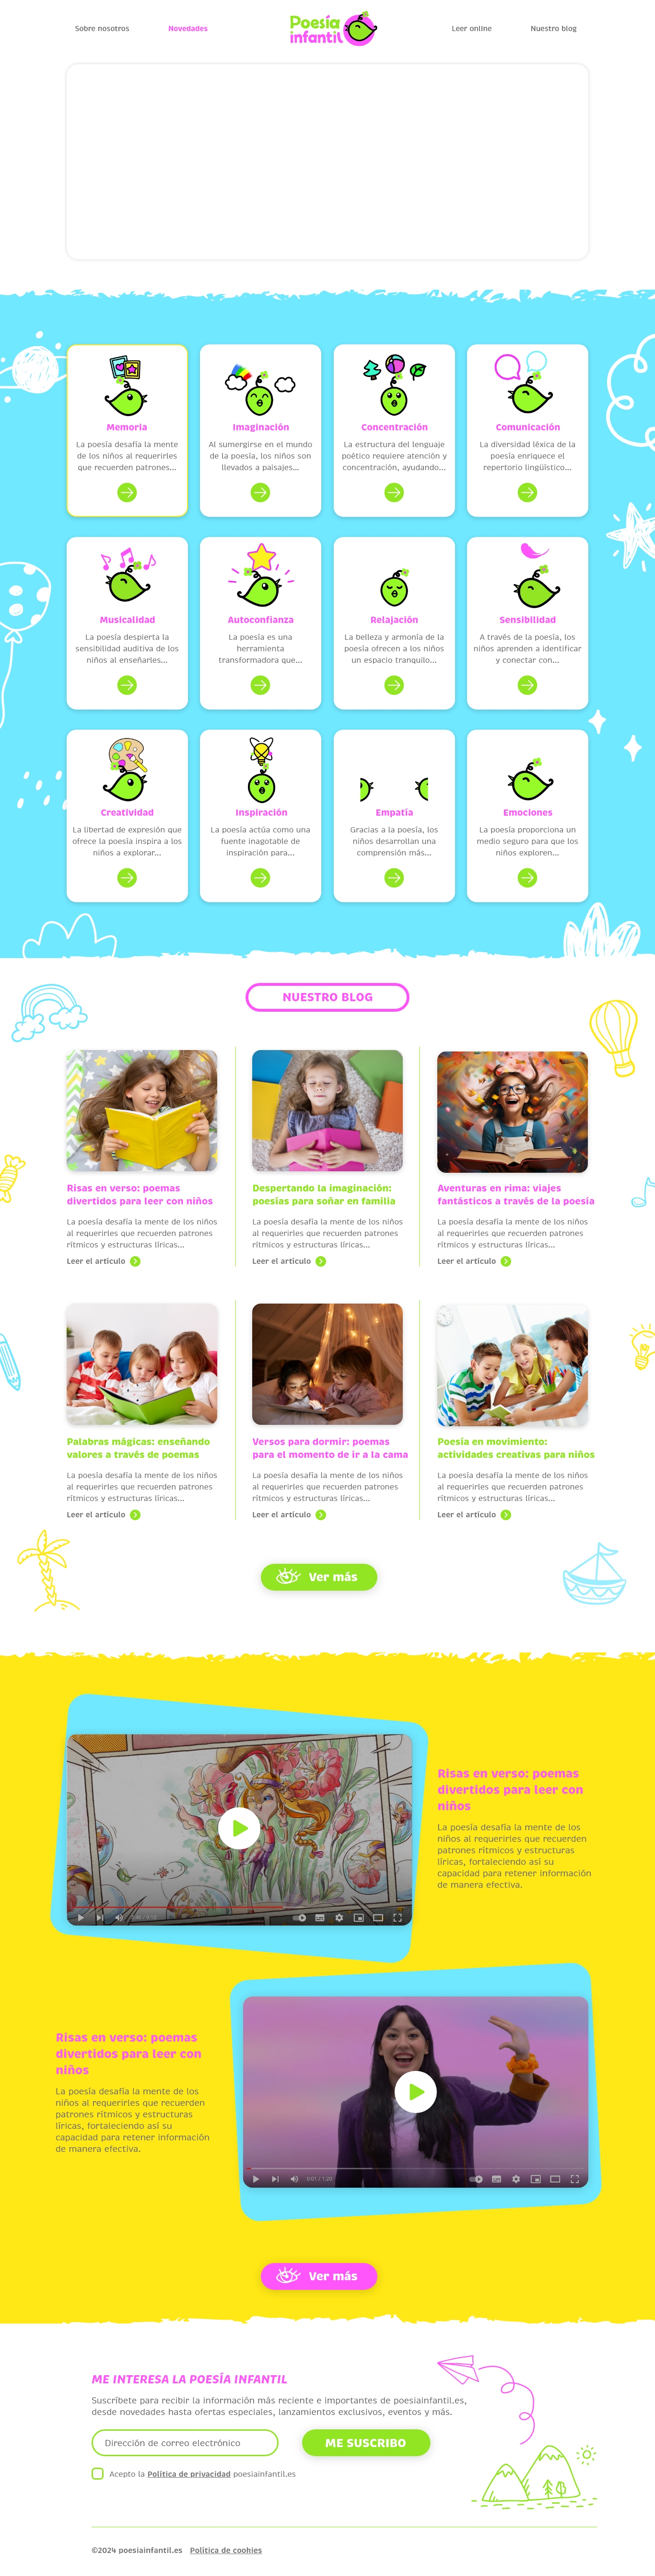 Sobre nosotros
Novedades
Poesía
infantil
Leer online
Nuestro blog
Memoria
La poesía desafía la mente
de los niños al requerirles
que recuerden patrones...
Imaginación
Al sumergirse en el mundo
de la poesía, los niños son
llevados a paisajes...
Concentración
La estructura del lenguaje
poético requiere atención y
concentración, ayudando...
Comunicación
La diversidad léxica de la
poesía enriquece el
repertorio lingüístico...
Musicalidad
La poesía despierta la
sensibilidad auditiva de los
niños al enseñarles...
Autoconfianza
La poesía es una
herramienta
transformadora que...
Relajación
La belleza y armonía de la
poesía ofrecen a los niños
un espacio tranquilo...
Sensibilidad
A través de la poesía, los
niños aprenden a identificar
y conectar con...
Creatividad
La libertad de expresión que
ofrece la poesía inspira a los
niños a explorar...
Inspiración
La poesía actúa como una
fuente inagotable de
inspiración para...
Empatía
Gracias a la poesía, los
niños desarrollan una
comprensión más...
Emociones
La poesía proporciona un
medio seguro para que los
niños exploren...
NUESTRO BLOG
Risas en verso: poemas
divertidos para leer con niños
La poesía desafía la mente de los niños
al requerirles que recuerden patrones
rítmicos y estructuras líricas...
Leer el artículo
Despertando la imaginación:
poesías para soñar en familia
La poesía desafía la mente de los niños
al requerirles que recuerden patrones
rítmicos y estructuras líricas...
Leer el artículo
Aventuras en rima: viajes
fantásticos a través de la poesía
La poesía desafía la mente de los niños
al requerirles que recuerden patrones
rítmicos y estructuras líricas...
Leer el artículo
Palabras mágicas: enseñando
valores a través de poemas
La poesía desafía la mente de los niños
al requerirles que recuerden patrones
rítmicos y estructuras líricas...
Leer el artículo
Versos para dormir: poemas
para el momento de ir a la cama
La poesía desafía la mente de los niños
al requerirles que recuerden patrones
rítmicos y estructuras líricas...
Leer el artículo
Poesía en movimiento:
actividades creativas para niños
La poesía desafía la mente de los niños
al requerirles que recuerden patrones
rítmicos y estructuras líricas...
Leer el artículo
Ver más
Risas en verso: poemas
divertidos para leer con
niños
La poesía desafía la mente de los
niños al requerirles que recuerden
patrones rítmicos y estructuras
líricas, fortaleciendo así su
capacidad para retener información
de manera efectiva.
Risas en verso: poemas
divertidos para leer con
niños
La poesía desafía la mente de los
niños al requerirles que recuerden
patrones rítmicos y estructuras
líricas, fortaleciendo así su
capacidad para retener información
de manera efectiva.
0:01 / 1:20
Ver más
ME INTERESA LA POESÍA INFANTIL
Suscríbete para recibir la información más reciente e importantes de poesiainfantil.es,
desde novedades hasta ofertas especiales, lanzamientos exclusivos, eventos y más.
Dirección de correo electrónico
ME SUSCRIBO
Acepto la Política de privacidad poesiainfantil.es
©2024 poesiainfantil.es
Política de cookies